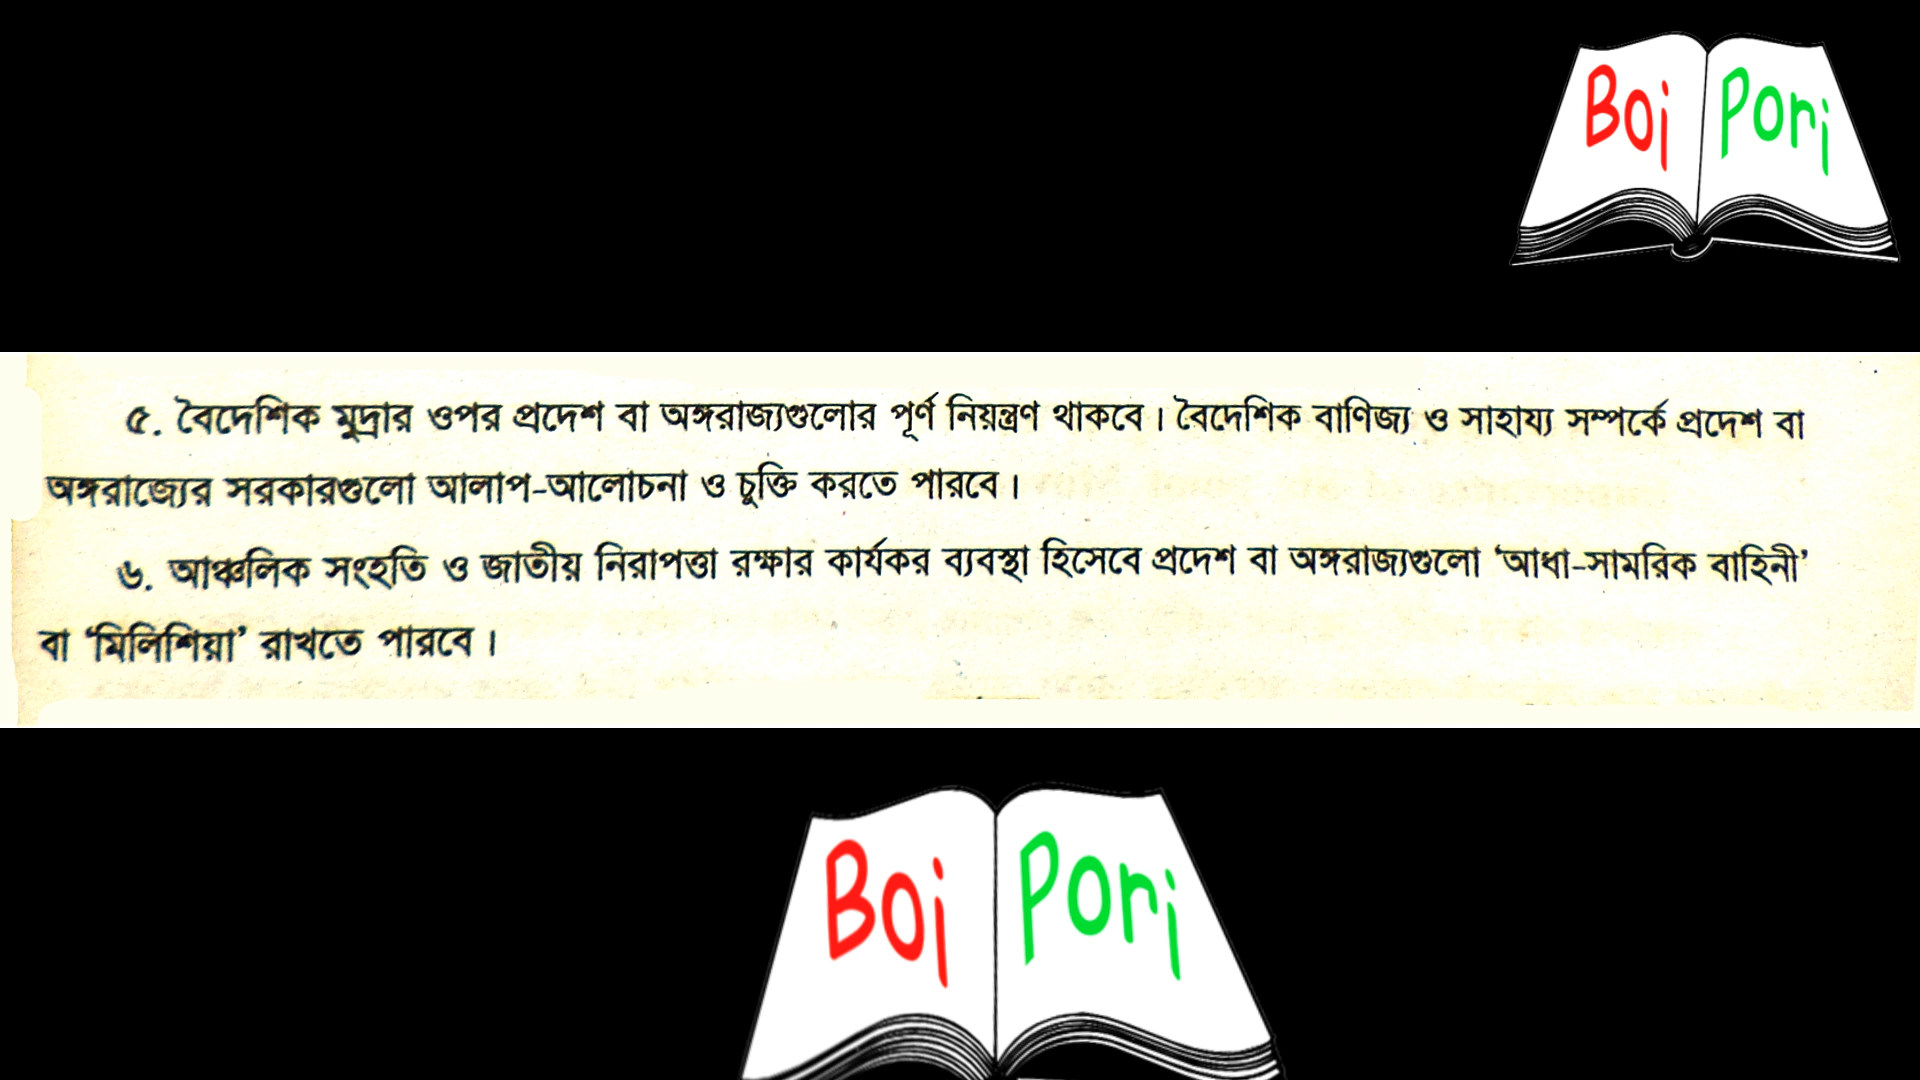 Boi Pori
৫. বৈদেশিক মুদ্রার ওপর প্রদেশ বা অঙ্গরাজ্যগুলোর পূর্ণ নিয়ন্ত্রণ থাকবে। বৈদেশিক বাণিজ্য ও সাহায্য সম্পর্কে প্রদেশ বা
অঙ্গরাজ্যের সরকারগুলো আলাপ-আলোচনা ও চুক্তি করতে পারবে।
৬. আঞ্চলিক সংহতি ও জাতীয় নিরাপত্তা রক্ষার কার্যকর ব্যবস্থা হিসেবে প্রদেশ বা অঙ্গরাজ্যগুলো ‘আধা-সামরিক বাহিনী’
বা ‘মিলিশিয়া’ রাখতে পারবে।
Boi Pori